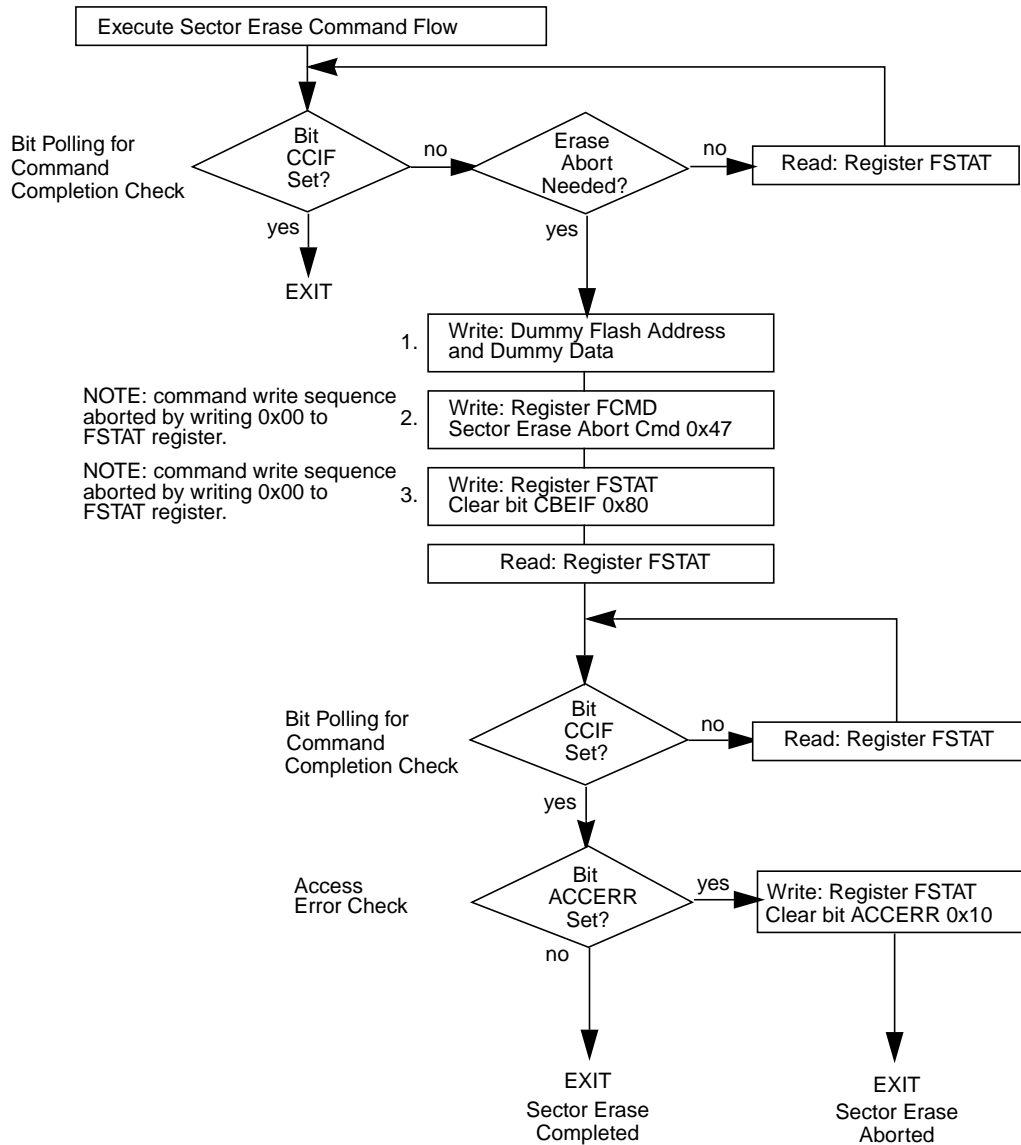 Execute Sector Erase Command Flow
Bit Polling for
Command
Completion Check
Bit
CCIF
Set?
no
Erase
Abort
Needed?
no
Read: Register FSTAT
yes
EXIT
yes
1.
Write: Dummy Flash Address
and Dummy Data
NOTE: command write sequence
aborted by writing 0x00 to
FSTAT register.
2.
Write: Register FCMD
Sector Erase Abort Cmd 0x47
NOTE: command write sequence
aborted by writing 0x00 to
FSTAT register.
3.
Write: Register FSTAT
Clear bit CBEIF 0x80
Read: Register FSTAT
Bit Polling for
Command
Completion Check
Bit
CCIF
Set?
no
Read: Register FSTAT
yes
Access
Error Check
Bit
ACCERR
Set?
yes
Write: Register FSTAT
Clear bit ACCERR 0x10
no
EXIT
Sector Erase
Completed
EXIT
Sector Erase
Aborted